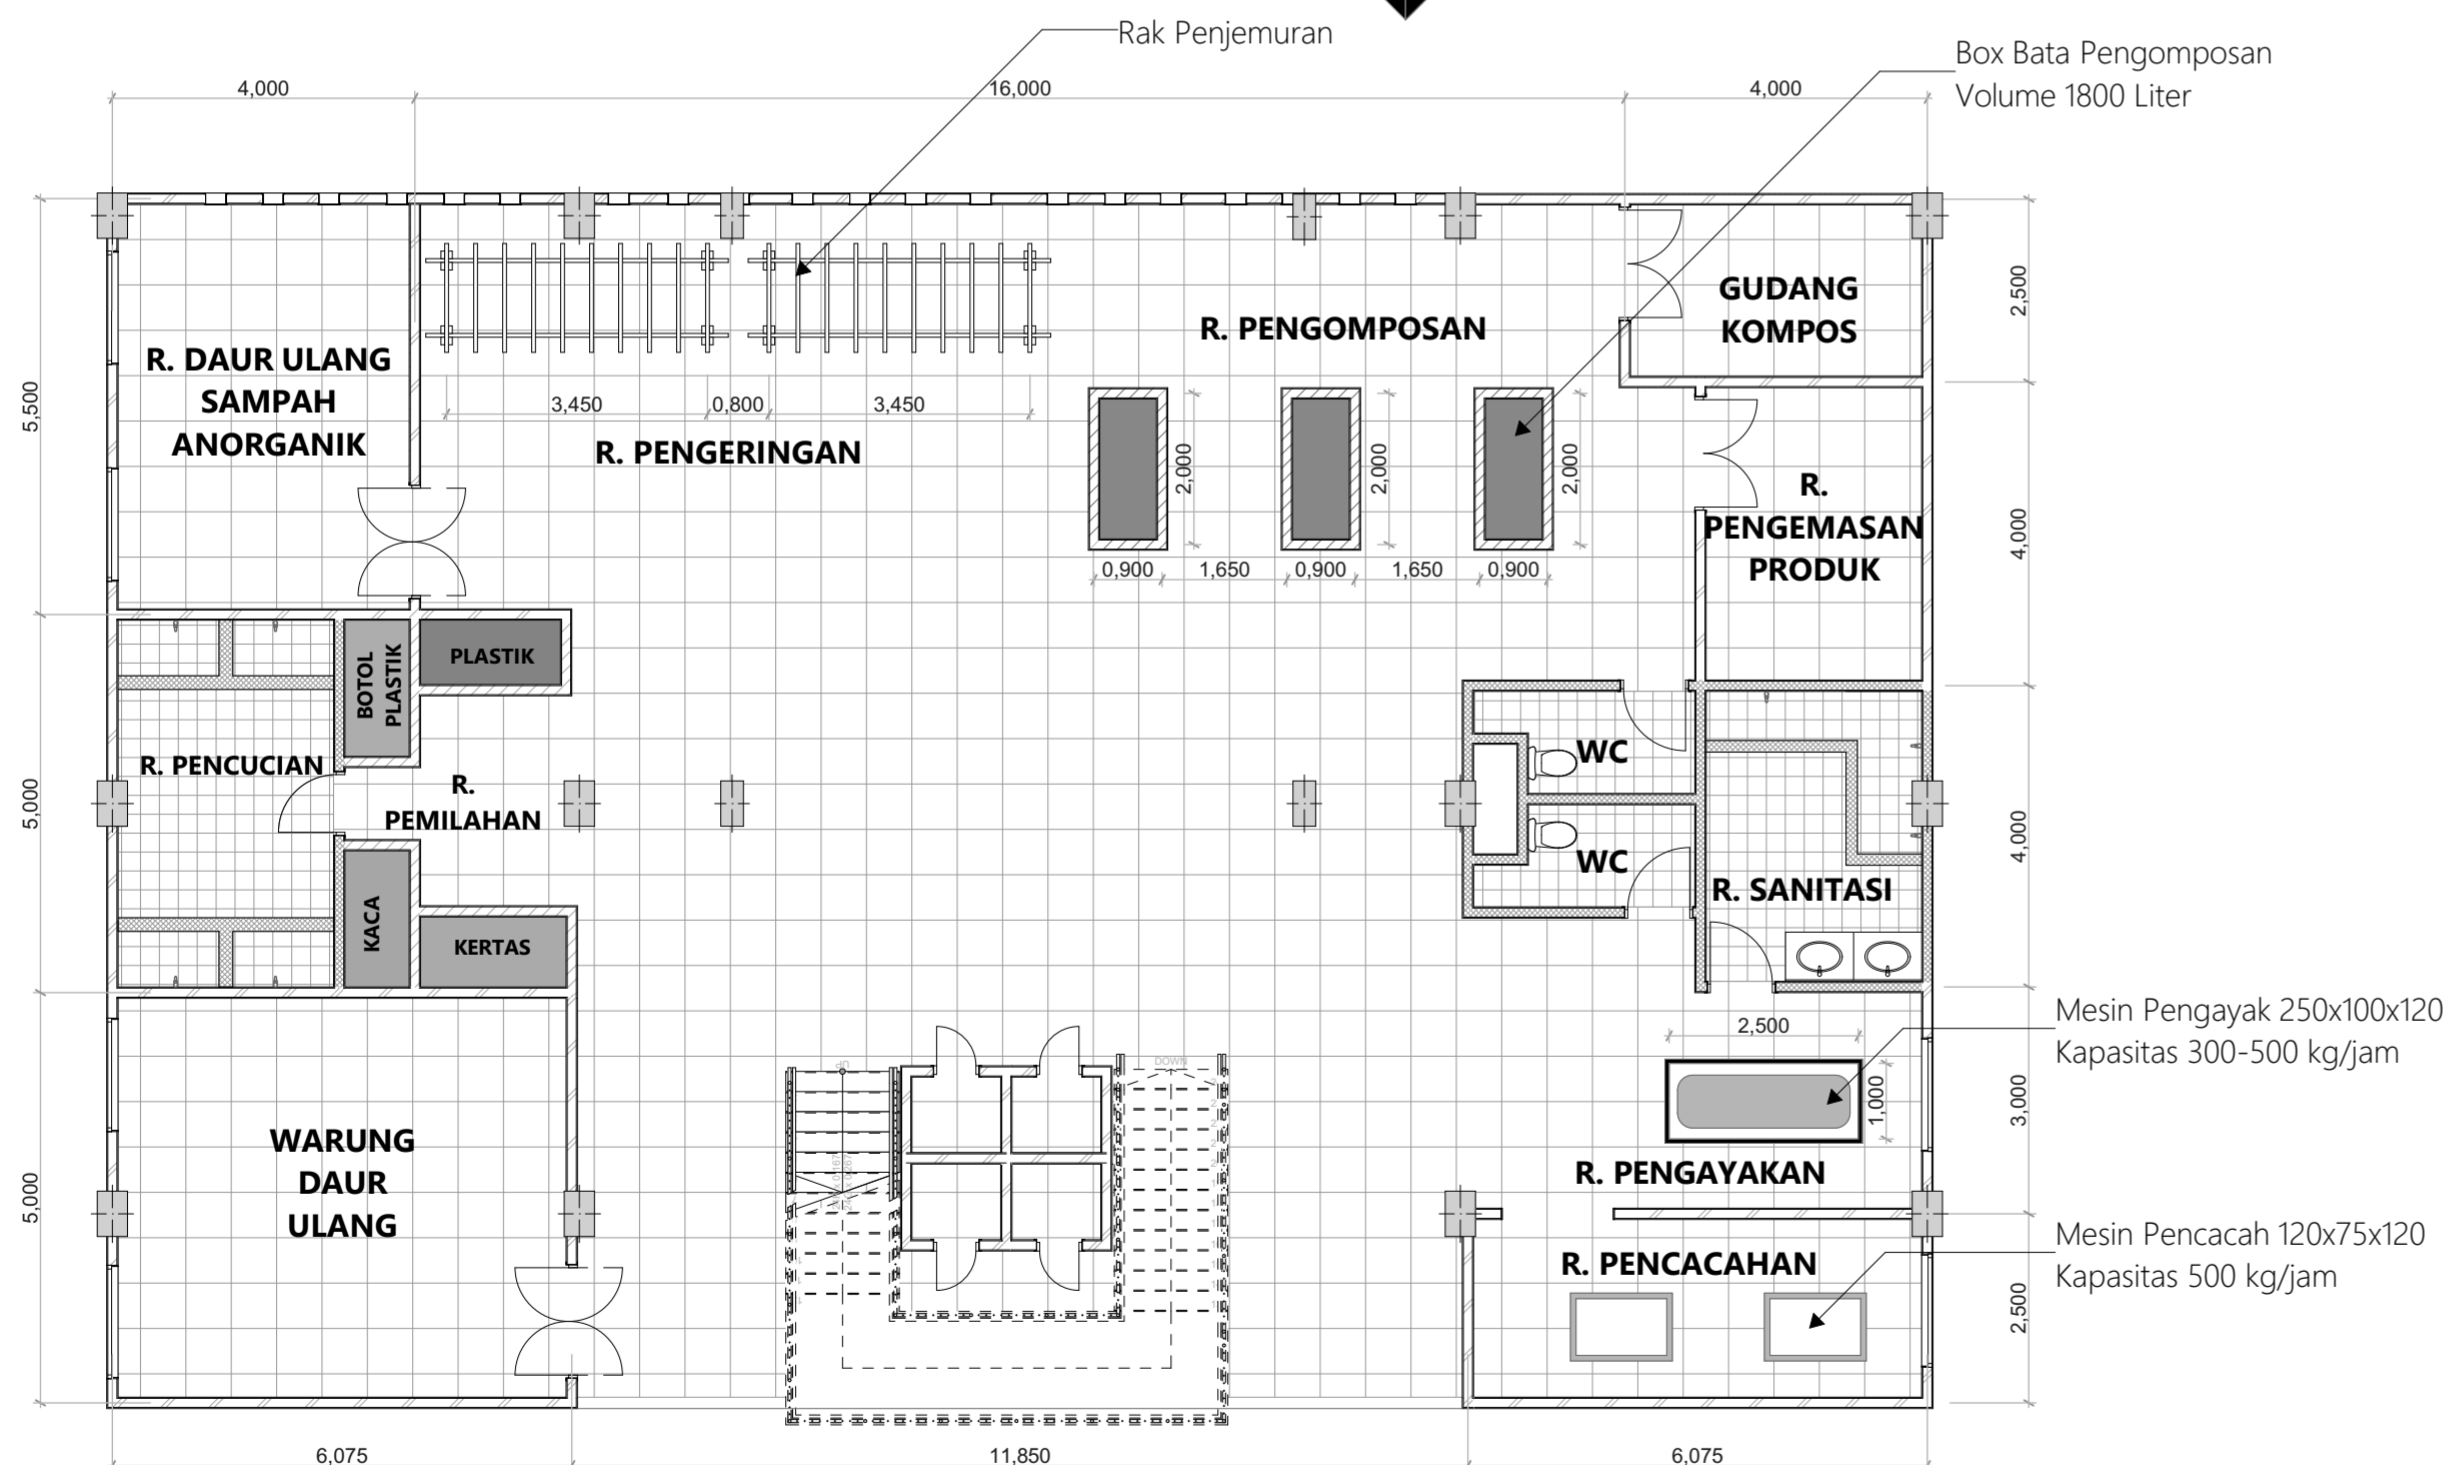 Rak Penjemuran
Box Bata Pengomposan
Volume 1800 Liter
4,000
16,000
4,000
5,500
5,000
5,000
R. DAUR ULANG
SAMPAH
ANORGANIK
3,450
0,800
3,450
R. PENGERINGAN
R. PENGOMPOSAN
GUDANG
KOMPOS
2,500
2,000
2,000
2,000
0,900
1,650
0,900
1,650
0,900
R.
PENGEMASAN
PRODUK
4,000
BOTOL
PLASTIK
PLASTIK
R. PENCUCIAN
R.
PEMILAHAN
KACA
KERTAS
WC
WC
R. SANITASI
4,000
WARUNG
DAUR
ULANG
DOWN
2,500
1,000
Mesin Pengayak 250x100x120
Kapasitas 300-500 kg/jam
R. PENGAYAKAN
3,000
R. PENCACAHAN
Mesin Pencacah 120x75x120
Kapasitas 500 kg/jam
2,500
6,075
11,850
6,075